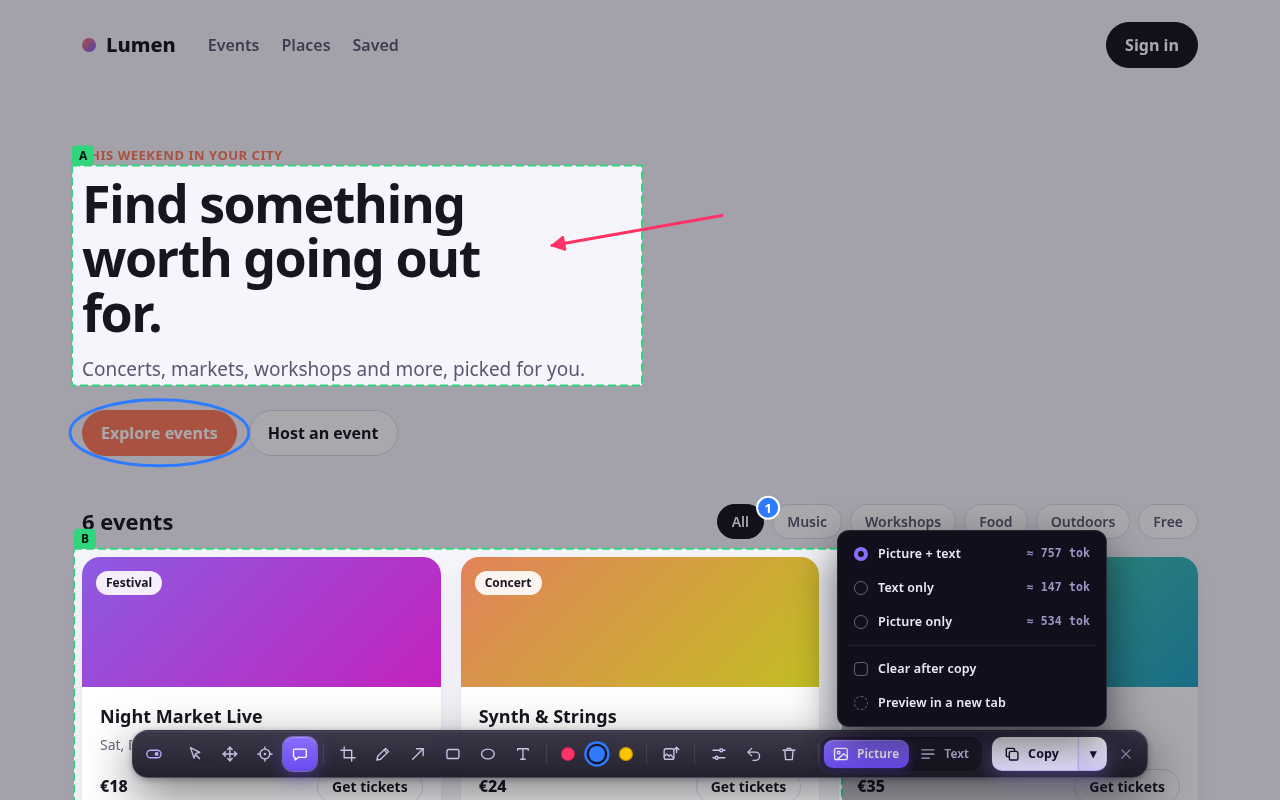 Lumen
Events
Places
Saved
Sign in
A
HIS WEEKEND IN YOUR CITY
Find something
worth going out
for.
Concerts, markets, workshops and more, picked for you.
Explore events
Host an event
6 events
All
1
Music
Workshops
Food
Outdoors
Free
B
Festival
Concert
Picture + text ≈ 757 tok
Text only ≈ 147 tok
Picture only ≈ 534 tok
Clear after copy
Preview in a new tab
Night Market Live
Synth & Strings
Sat,
Picture
Text
Copy
€18
Get tickets
€24
Get tickets
€35
Get tickets